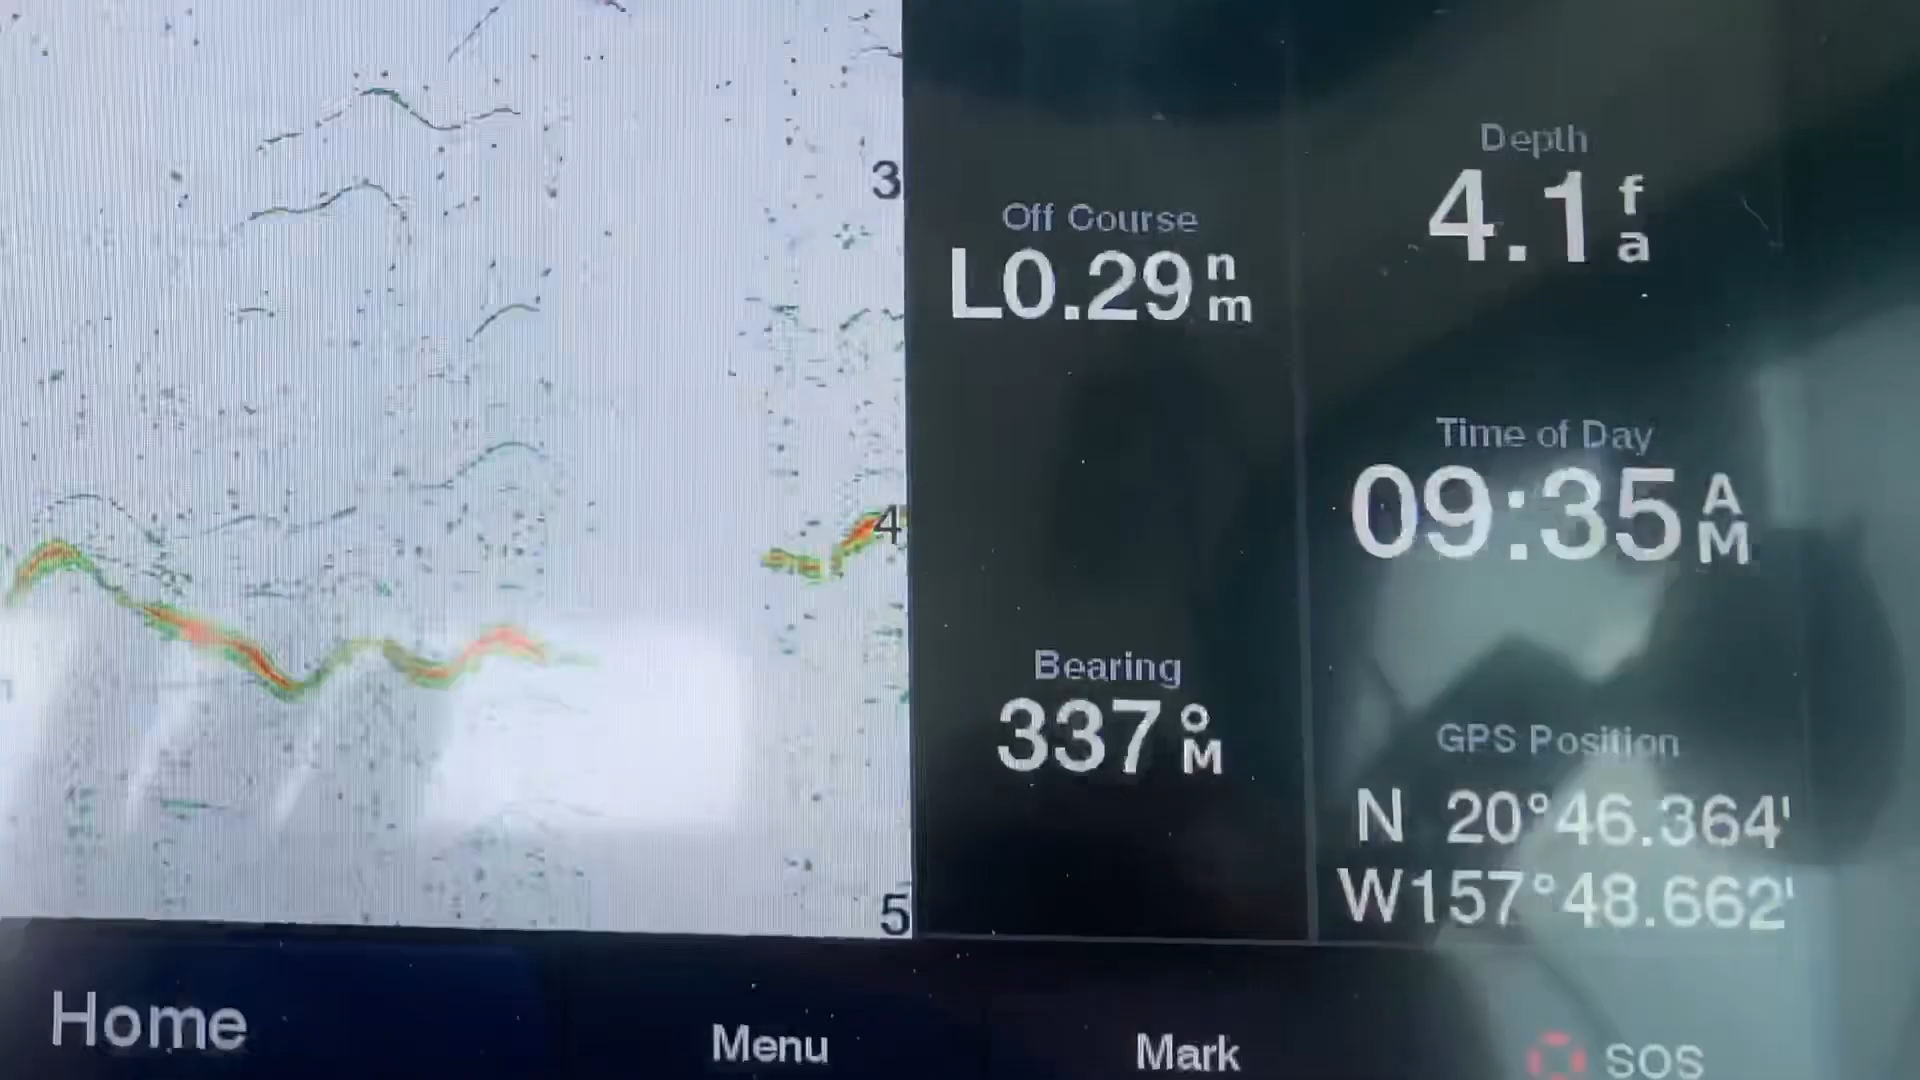 3
4
5
Off Course
L0.29 nm
Bearing
337°M
Depth
4.1 fa
Time of Day
09:35 AM
GPS Position
N 20°46.364'
W157°48.662'
Home
Menu
Mark
SOS